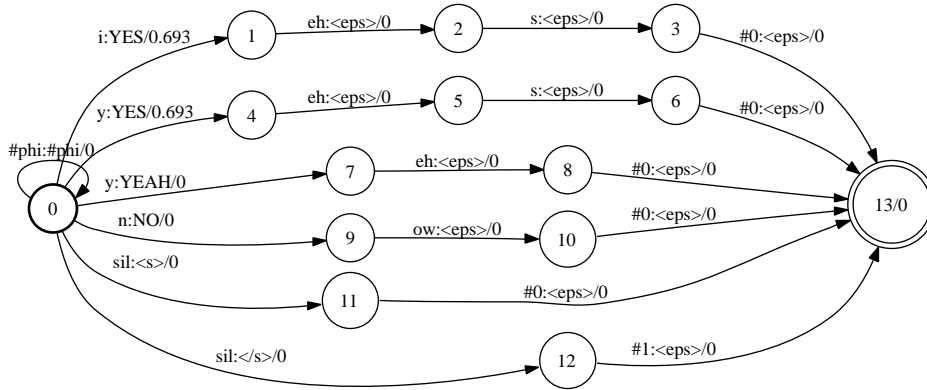 i:YES/0.693
1
eh:<eps>/0
2
s:<eps>/0
3
#0:<eps>/0
y:YES/0.693
4
eh:<eps>/0
5
s:<eps>/0
6
#0:<eps>/0
#phi:#phi/0
0
y:YEAH/0
7
eh:<eps>/0
8
#0:<eps>/0
13/0
n:NO/0
9
ow:<eps>/0
10
#0:<eps>/0
sil:<s>/0
11
#0:<eps>/0
sil:</s>/0
12
#1:<eps>/0